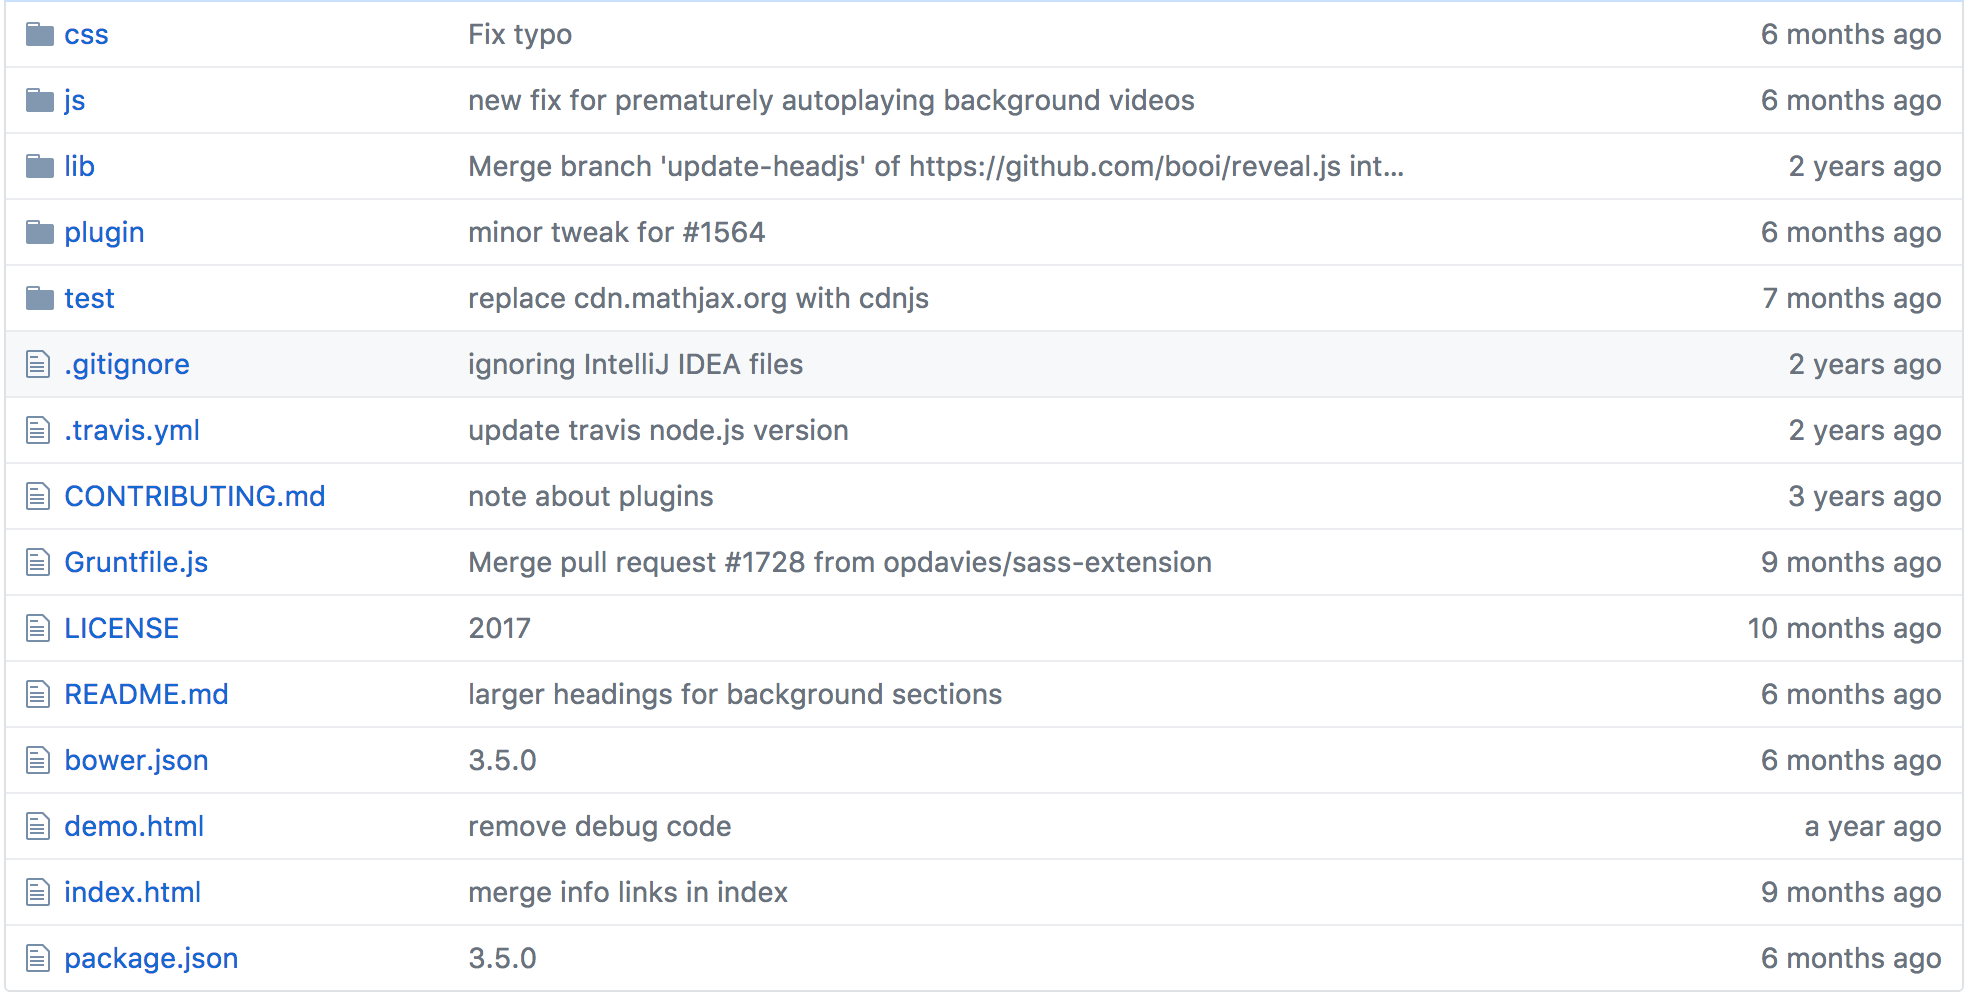 css Fix typo 6 months ago
js new fix for prematurely autoplaying background videos 6 months ago
lib Merge branch 'update-headjs' of https://github.com/booi/reveal.js int... 2 years ago
plugin minor tweak for #1564 6 months ago
test replace cdn.mathjax.org with cdnjs 7 months ago
.gitignore ignoring IntelliJ IDEA files 2 years ago
.travis.yml update travis node.js version 2 years ago
CONTRIBUTING.md note about plugins 3 years ago
Gruntfile.js Merge pull request #1728 from opdavies/sass-extension 9 months ago
LICENSE 2017 10 months ago
README.md larger headings for background sections 6 months ago
bower.json 3.5.0 6 months ago
demo.html remove debug code a year ago
index.html merge info links in index 9 months ago
package.json 3.5.0 6 months ago